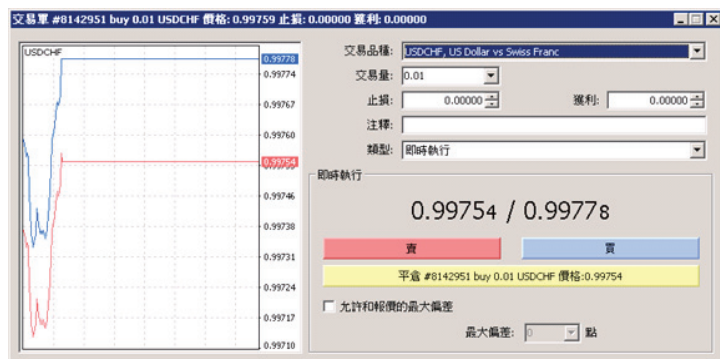 交易單 #8142951 buy 0.01 USDCHF 價格: 0.99759 止損: 0.00000 獲利: 0.00000
USDCHF
0.99778
0.99774
0.99767
0.99760
0.99754
0.99746
0.99738
0.99731
0.99724
0.99717
0.99710
交易品種: USDCHF, US Dollar vs Swiss Franc
交易量: 0.01
止損: 0.00000 獲利: 0.00000
注釋:
類型: 即時執行
即時執行
0.99754 / 0.99778
賣 買
平倉 #8142951 buy 0.01 USDCHF 價格:0.99754
允許和報價的最大偏差
最大偏差: 0 點